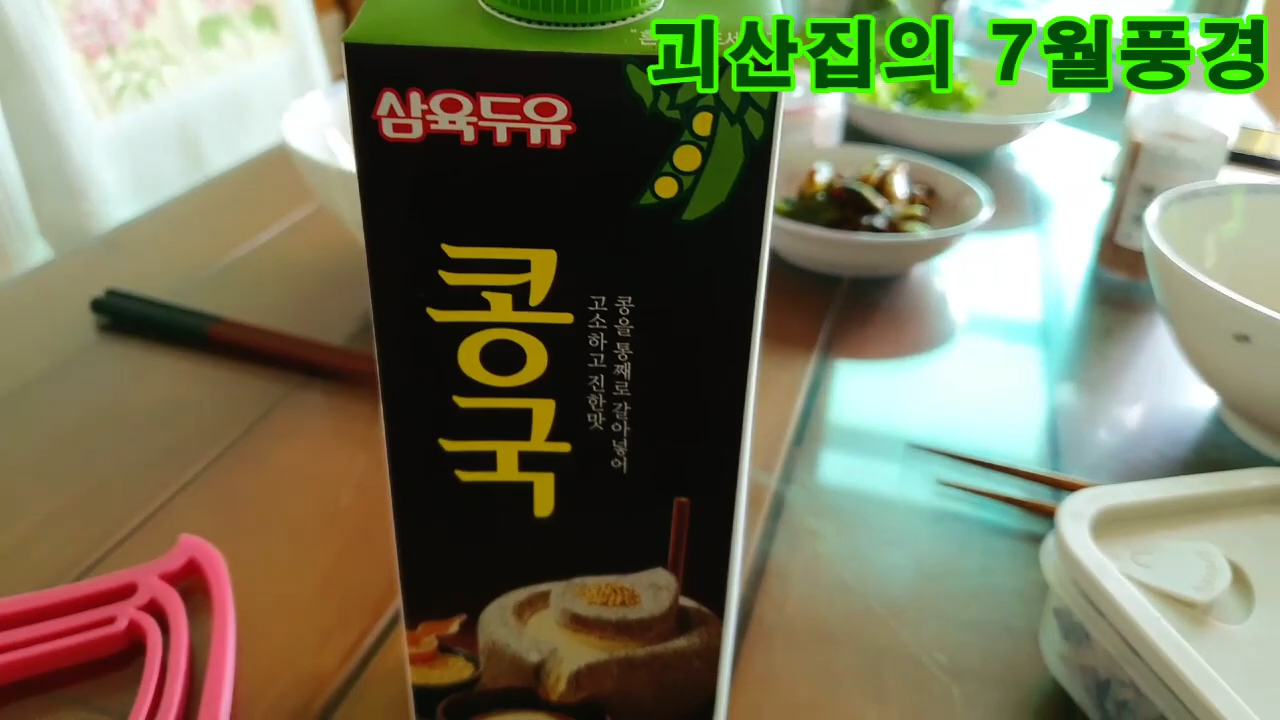 괴산집의 7월풍경
삼육두유
콩국
콩을 통째로 갈아넣어
고소하고 진한맛